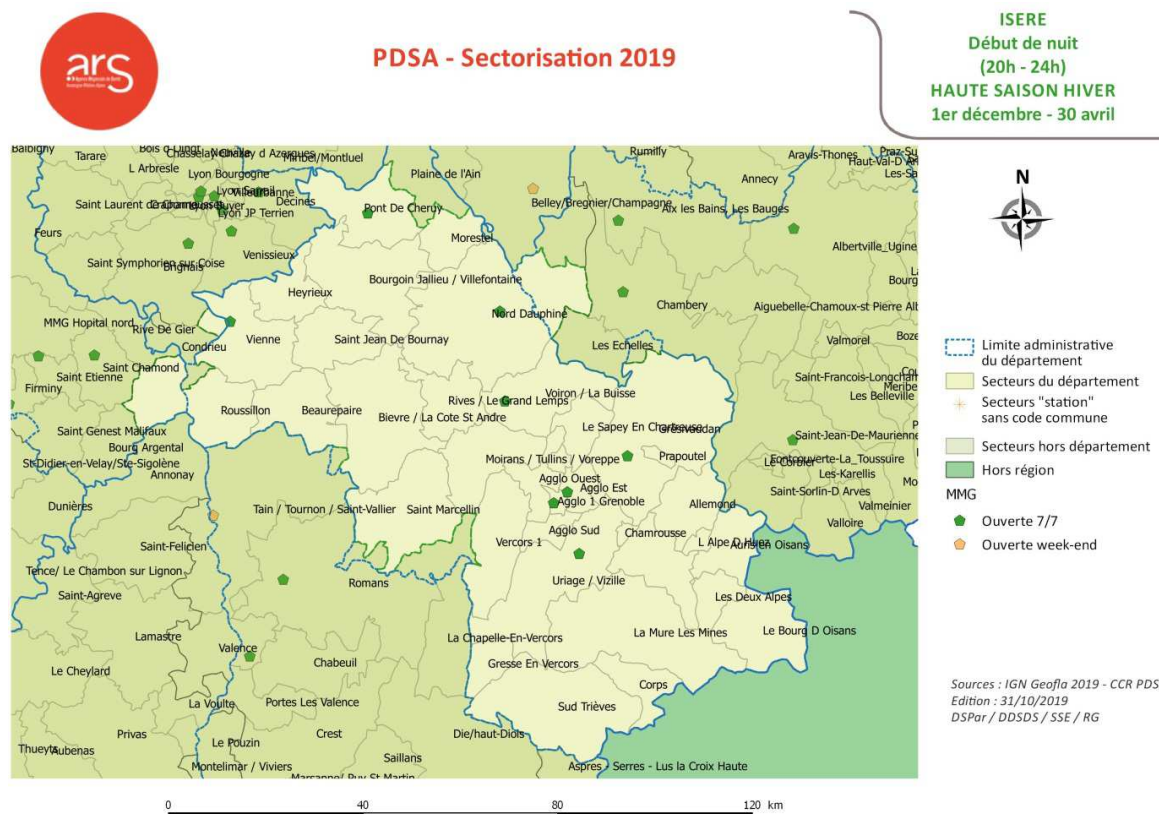 ars
PDSA - Sectorisation 2019
ISERE
Début de nuit
(20h - 24h)
HAUTE SAISON HIVER
1er décembre - 30 avril
Balbigny
Tarare
L Arbresle
Lyon Bourgogne
Miribel/Montluel
Plaine de l'Ain
Rumilly
Annecy
Aravis-Thones
Belley/Bregnier/Champagne
Aix les Bains, Les Bauges
Villeurbanne
Décines
Lyon JP Terrien
Pont De Cheruy
Feurs
Morestel
Albertville_Ugine
Saint Symphorien sur Coise
Brignais
Venissieux
Bourgoin Jallieu / Villefontaine
Heyrieux
Chambery
Aiguebelle-Chamoux-st Pierre Alb
Nord Dauphine
MMG Hopital nord
Rive De Gier
Condrieu
Vienne
Saint Jean De Bournay
Les Echelles
Valmorel
Saint Chamond
Saint Etienne
Firminy
Saint-Francois-Longcham
Les Belleville
Roussillon
Beaurepaire
Rives / Le Grand Lemps
Voiron / La Buisse
Bievre / La Cote St Andre
Le Sapey En Chartreuse
Grésivaudan
Saint Genest Malifaux
Bourg Argental
Saint-Jean-De-Maurienne
St-Didier-en-Velay/Ste-Sigolène
Annonay
Moirans / Tullins / Voreppe
Prapoutel
Fontcouverte-La_Toussuire
Le-Corbier
Les-Karellis
Agglo Ouest
Agglo Est
Agglo 1 Grenoble
Saint-Sorlin-D Arves
Valmeinier
Valloire
Dunières
Tain / Tournon / Saint-Vallier
Saint Marcellin
Allemond
Agglo Sud
Chamrousse
Vercors 1
L Alpe D Huez
Auris en Oisans
Saint-Felicien
Tence/ Le Chambon sur Lignon
Romans
Uriage / Vizille
Saint-Agreve
Les Deux Alpes
Lamastre
La Chapelle-En-Vercors
La Mure Les Mines
Le Bourg D Oisans
Valence
Le Cheylard
Chabeuil
Gresse En Vercors
Corps
La Voulte
Portes Les Valence
Sud Trièves
Privas
Le Pouzin
Crest
Die/haut-Diois
Aubenas
Saillans
Montelimar / Viviers
Aspres - Serres - Lus la Croix Haute
N
Limite administrative
du département
Secteurs du département
Secteurs "station"
sans code commune
Secteurs hors département
Hors région
MMG
Ouverte 7/7
Ouverte week-end
Sources : IGN Geofla 2019 - CCR PDS
Edition : 31/10/2019
DSPar / DDSDS / SSE / RG
0 40 80 120 km